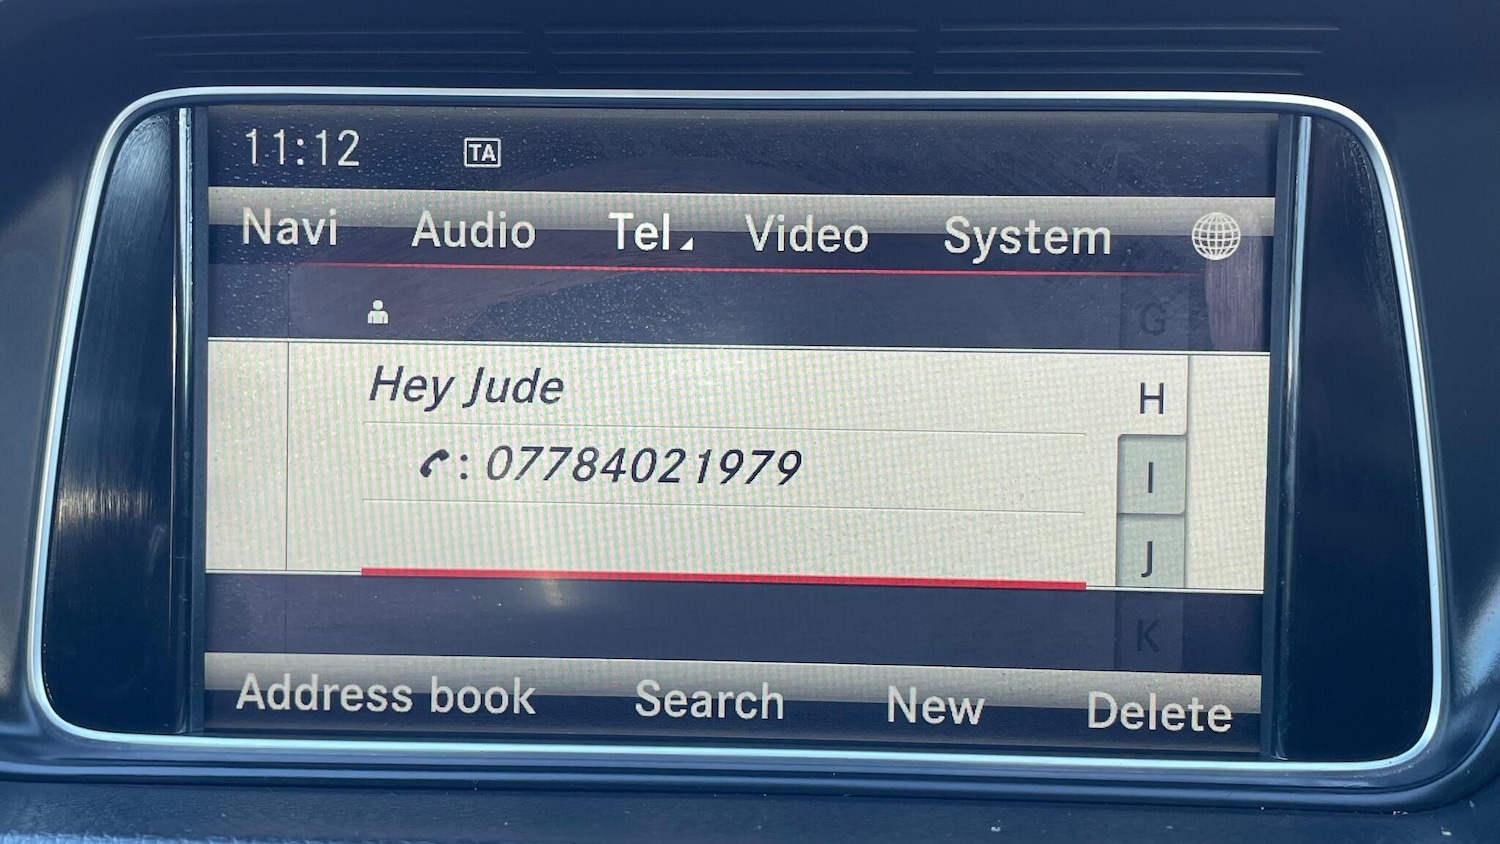 11:12 TA
Navi Audio Tel Video System
G
Hey Jude
H
: 07784021979
I
J
K
Address book Search New Delete